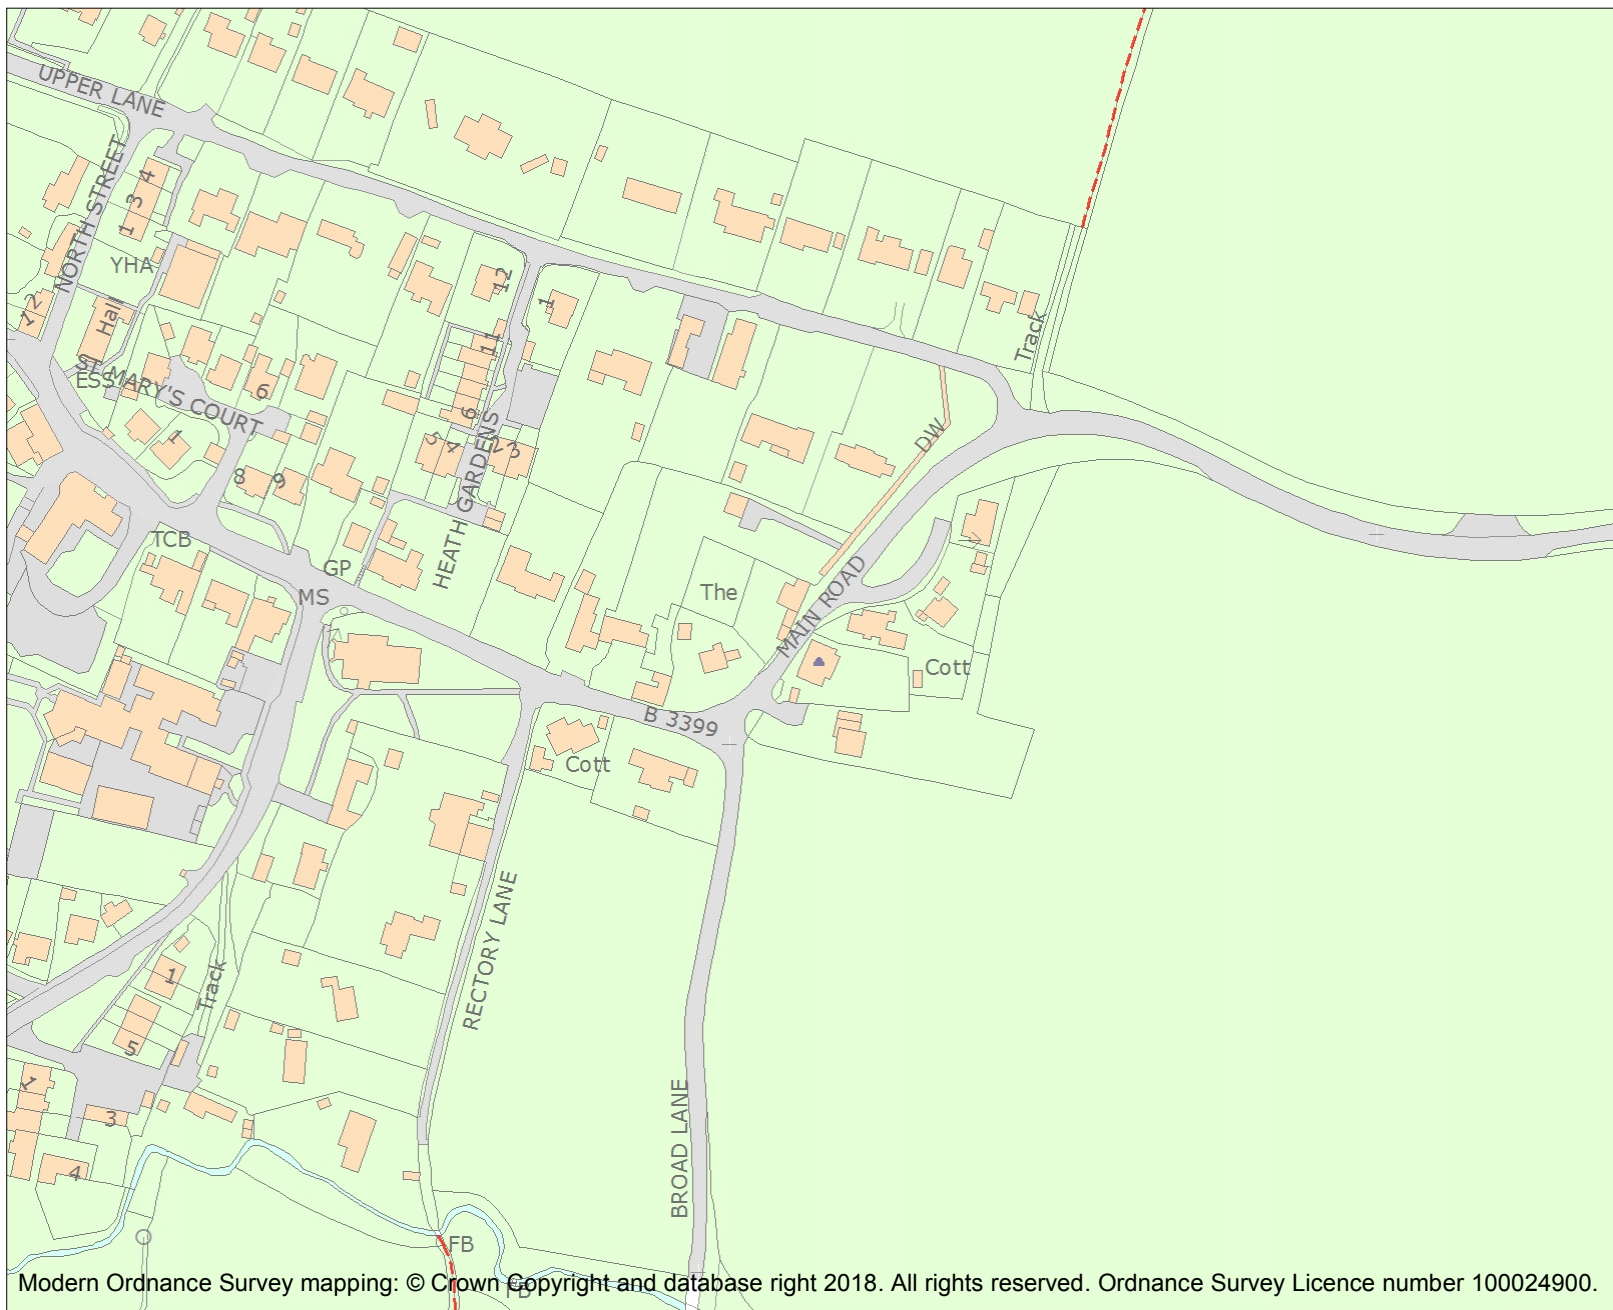 UPPER LANE
NORTH STREET
1 3 4
YHA
12
Hall
1 2
ST MARY'S COURT
ESS
6
1
8
9
1
11
6
5
4
2
3
HEATH GARDENS
Track
DW
TCB
GP
MS
The
MAIN ROAD
Cott
B 3399
Cott
RECTORY LANE
Track
1
5
1
3
4
BROAD LANE
FB
FB
Modern Ordnance Survey mapping: © Crown Copyright and database right 2018. All rights reserved. Ordnance Survey Licence number 100024900.